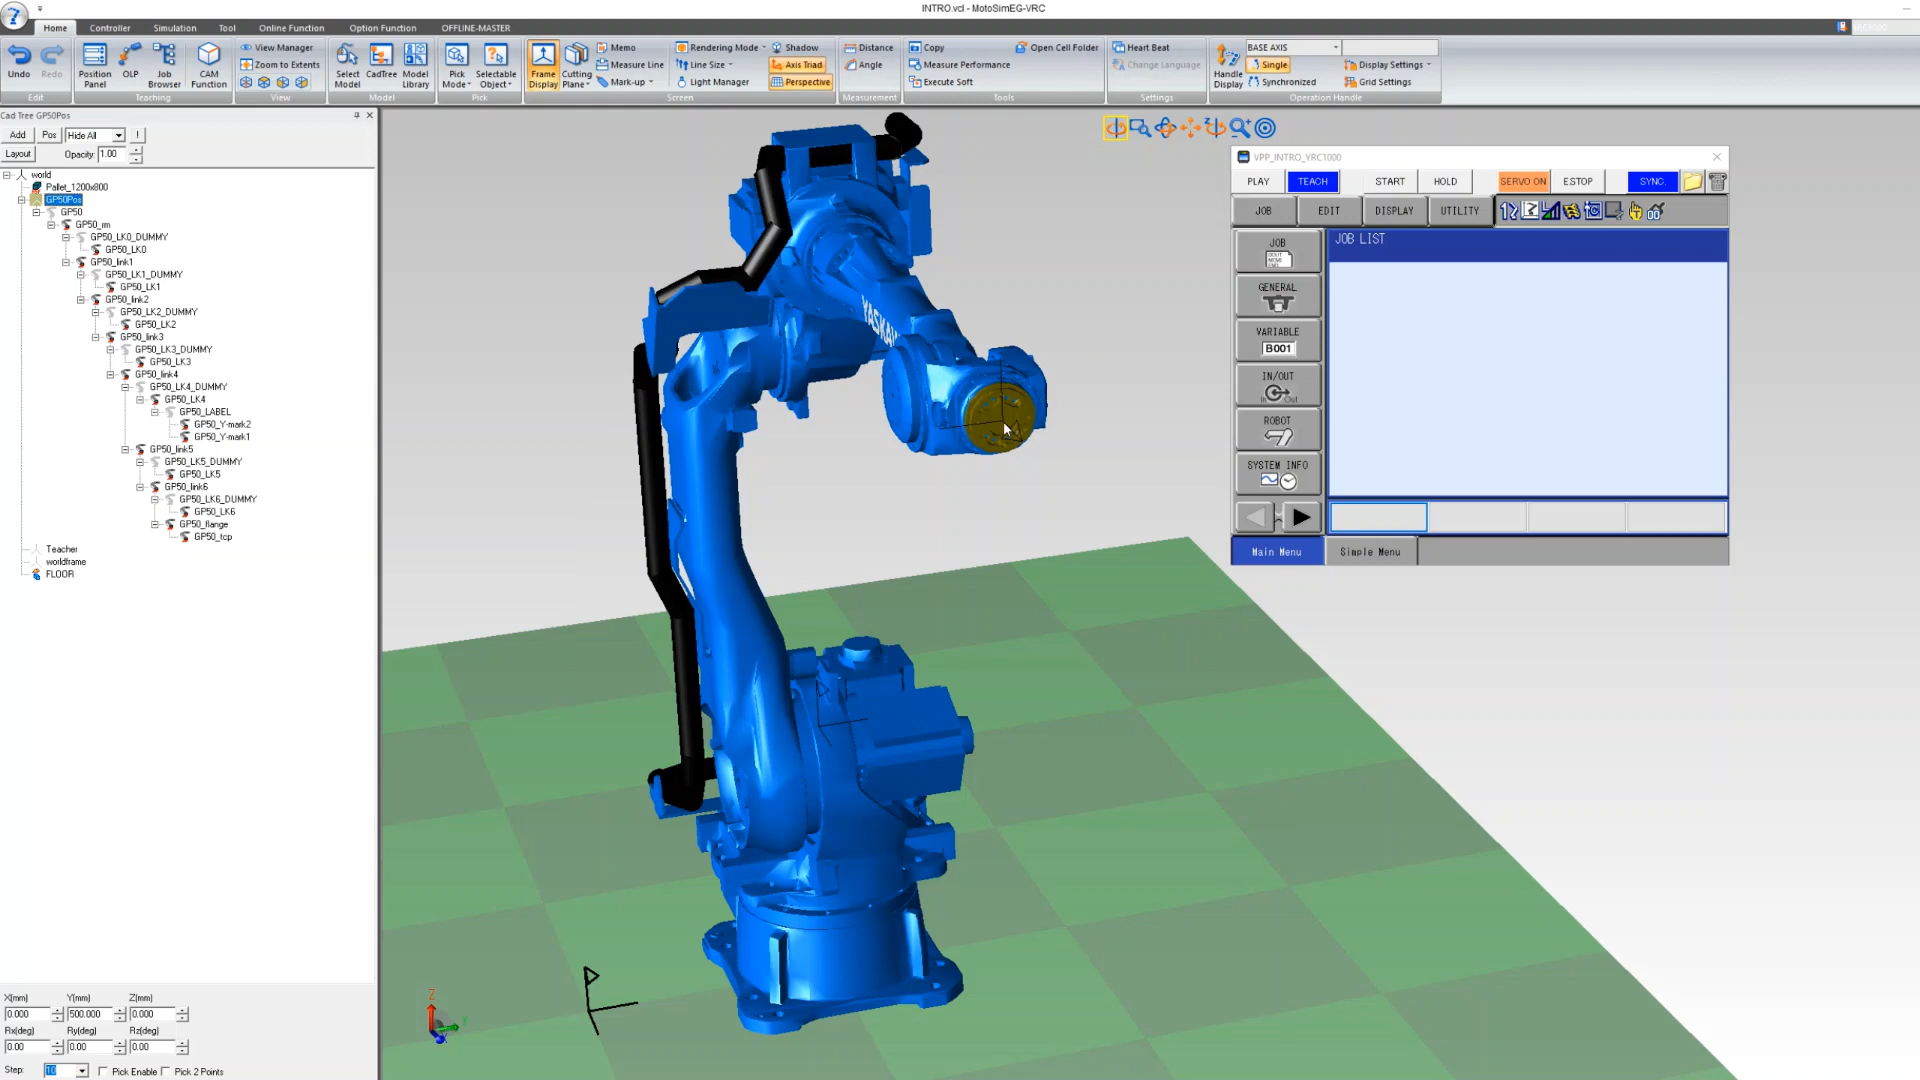 INTRO.vcl - MotoSimEG-VRC
Home Controller Simulation Tool Online Function Option Function OFFLINE-MASTER
Undo Redo Position Panel OLP Job Browser CAM Function
View Manager
Zoom to Extents
Select Model CadTree Model Library Pick Mode Selectable Object Frame Display Cutting Plane
Memo
Measure Line
Mark-up
Rendering Mode
Line Size
Light Manager
Shadow
Axis Triad
Perspective
Distance
Angle
Copy
Measure Performance
Execute Soft
Open Cell Folder
Heart Beat
Change Language
Handle Display
BASE AXIS
Single
Synchronized
Display Settings
Grid Settings
Edit Teaching View Model Pick Screen Measurement Tools Settings Operation Handle
Cad Tree GP50Pos
Add Pos Hide All !
Layout Opacity: 1.00
world
Pallet_1200x800
GP50Pos
GP50
GP50_rm
GP50_LK0_DUMMY
GP50_LK0
GP50_link1
GP50_LK1_DUMMY
GP50_LK1
GP50_link2
GP50_LK2_DUMMY
GP50_LK2
GP50_link3
GP50_LK3_DUMMY
GP50_LK3
GP50_link4
GP50_LK4_DUMMY
GP50_LK4
GP50_LABEL
GP50_Y-mark2
GP50_Y-mark1
GP50_link5
GP50_LK5_DUMMY
GP50_LK5
GP50_link6
GP50_LK6_DUMMY
GP50_LK6
GP50_flange
GP50_tcp
Teacher
worldframe
FLOOR
X(mm) Y(mm) Z(mm)
0.000 500.000 0.000
Rx(deg) Ry(deg) Rz(deg)
0.00 0.00 0.00
Step: 10 Pick Enable Pick 2 Points
Z
VPP_INTRO_YRC1000
PLAY TEACH START HOLD SERVO ON ESTOP SYNC.
JOB EDIT DISPLAY UTILITY
JOB
GENERAL
VARIABLE
B001
IN/OUT
In Out
ROBOT
SYSTEM INFO
JOB LIST
Main Menu Simple Menu